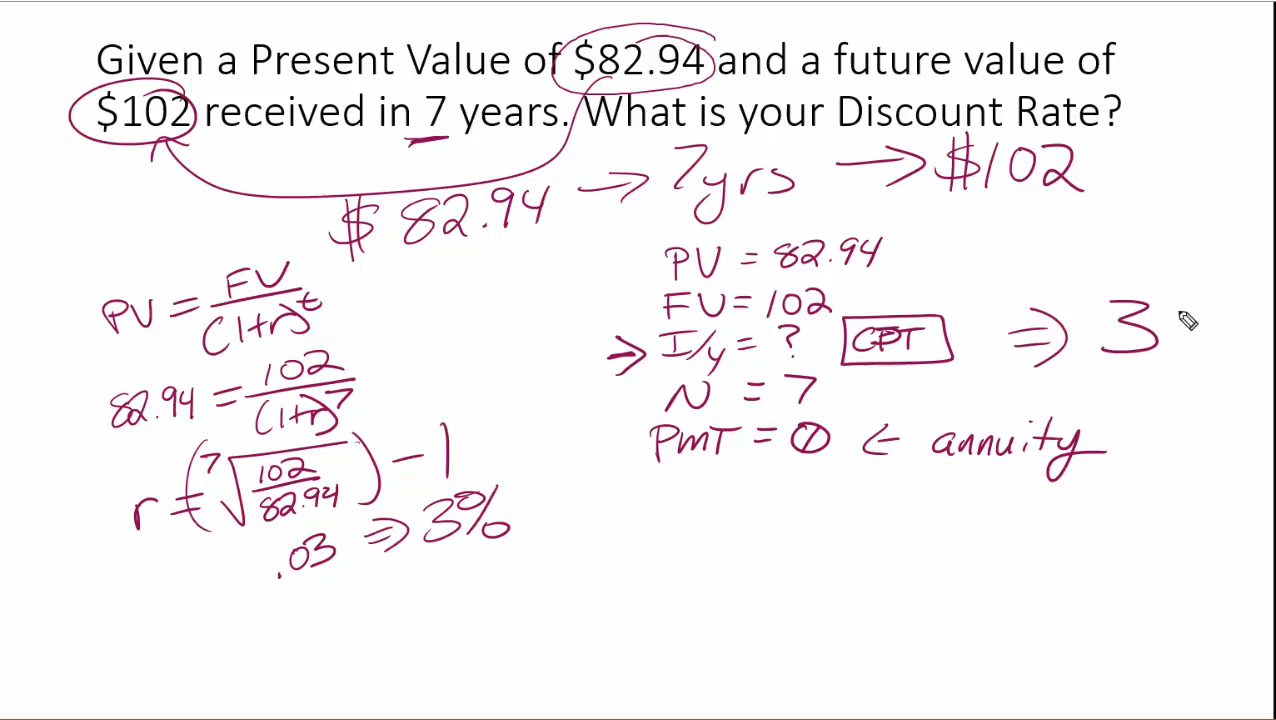 Given a Present Value of $82.94 and a future value of
$102 received in 7 years. What is your Discount Rate?
$ 82.94 → 7yrs → $102
PV = FV/(1+r)^t
82.94 = 102/(1+r)^7
r = (⁷√(102/82.94)) - 1
.03 ⇒ 3%
PV = 82.94
FV = 102
→ I/y = ? CPT ⇒ 3
N = 7
PmT = 0 ← annuity